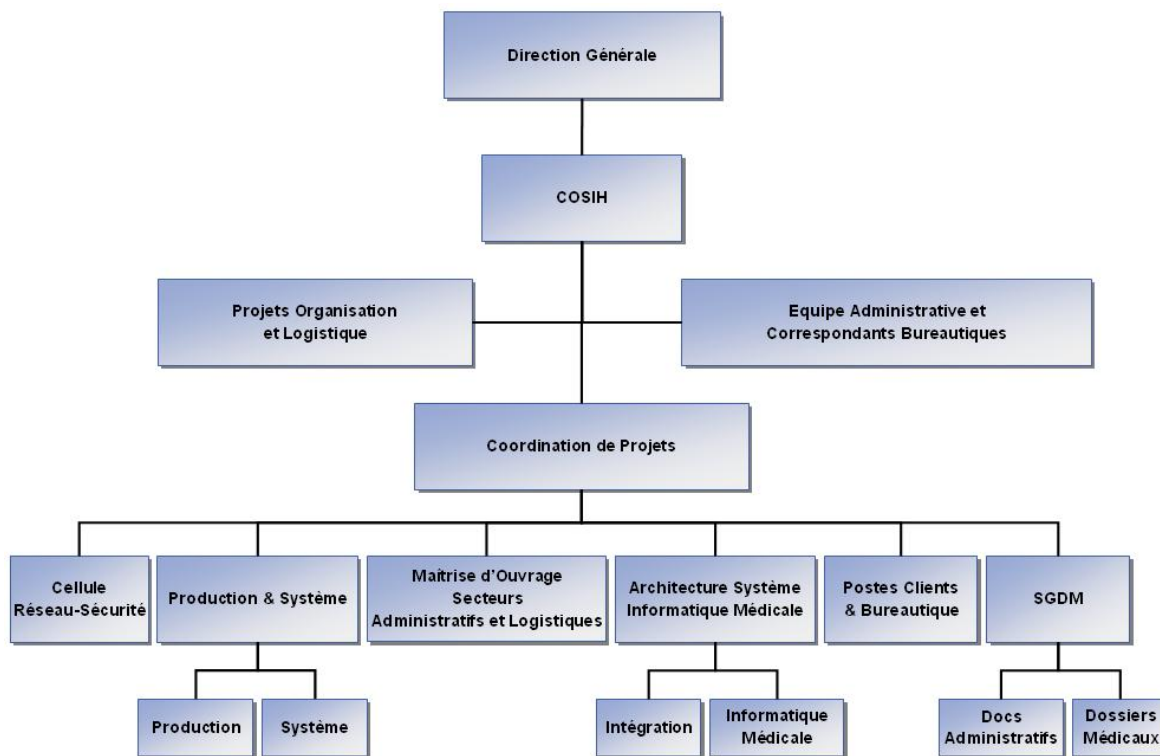 Direction Générale
COSIH
Projets Organisation
et Logistique
Equipe Administrative et
Correspondants Bureautiques
Coordination de Projets
Cellule
Réseau-Sécurité
Production & Système
Maîtrise d'Ouvrage
Secteurs
Administratifs et Logistiques
Architecture Système
Informatique Médicale
Postes Clients
& Bureautique
SGDM
Production
Système
Intégration
Informatique
Médicale
Docs
Administratifs
Dossiers
Médicaux